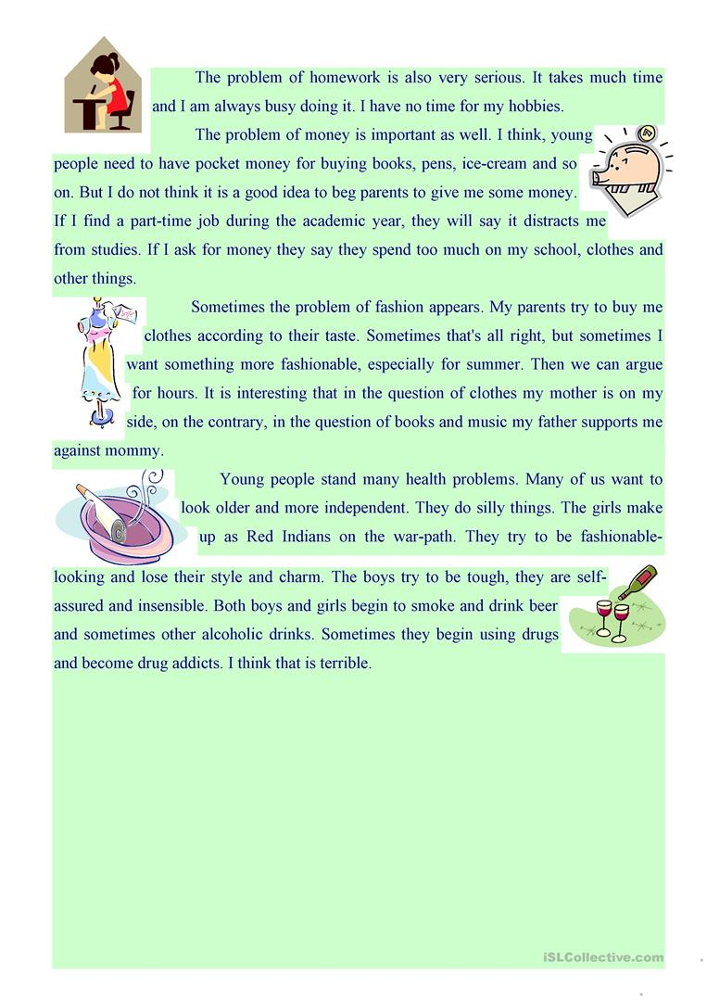 The problem of homework is also very serious. It takes much time
and I am always busy doing it. I have no time for my hobbies.
The problem of money is important as well. I think, young
people need to have pocket money for buying books, pens, ice-cream and so
on. But I do not think it is a good idea to beg parents to give me some money.
If I find a part-time job during the academic year, they will say it distracts me
from studies. If I ask for money they say they spend too much on my school, clothes and
other things.
Sometimes the problem of fashion appears. My parents try to buy me
clothes according to their taste. Sometimes that's all right, but sometimes I
want something more fashionable, especially for summer. Then we can argue
for hours. It is interesting that in the question of clothes my mother is on my
side, on the contrary, in the question of books and music my father supports me
against mommy.
Young people stand many health problems. Many of us want to
look older and more independent. They do silly things. The girls make
up as Red Indians on the war-path. They try to be fashionable-
looking and lose their style and charm. The boys try to be tough, they are self-
assured and insensible. Both boys and girls begin to smoke and drink beer
and sometimes other alcoholic drinks. Sometimes they begin using drugs
and become drug addicts. I think that is terrible.
iSLCollective.com